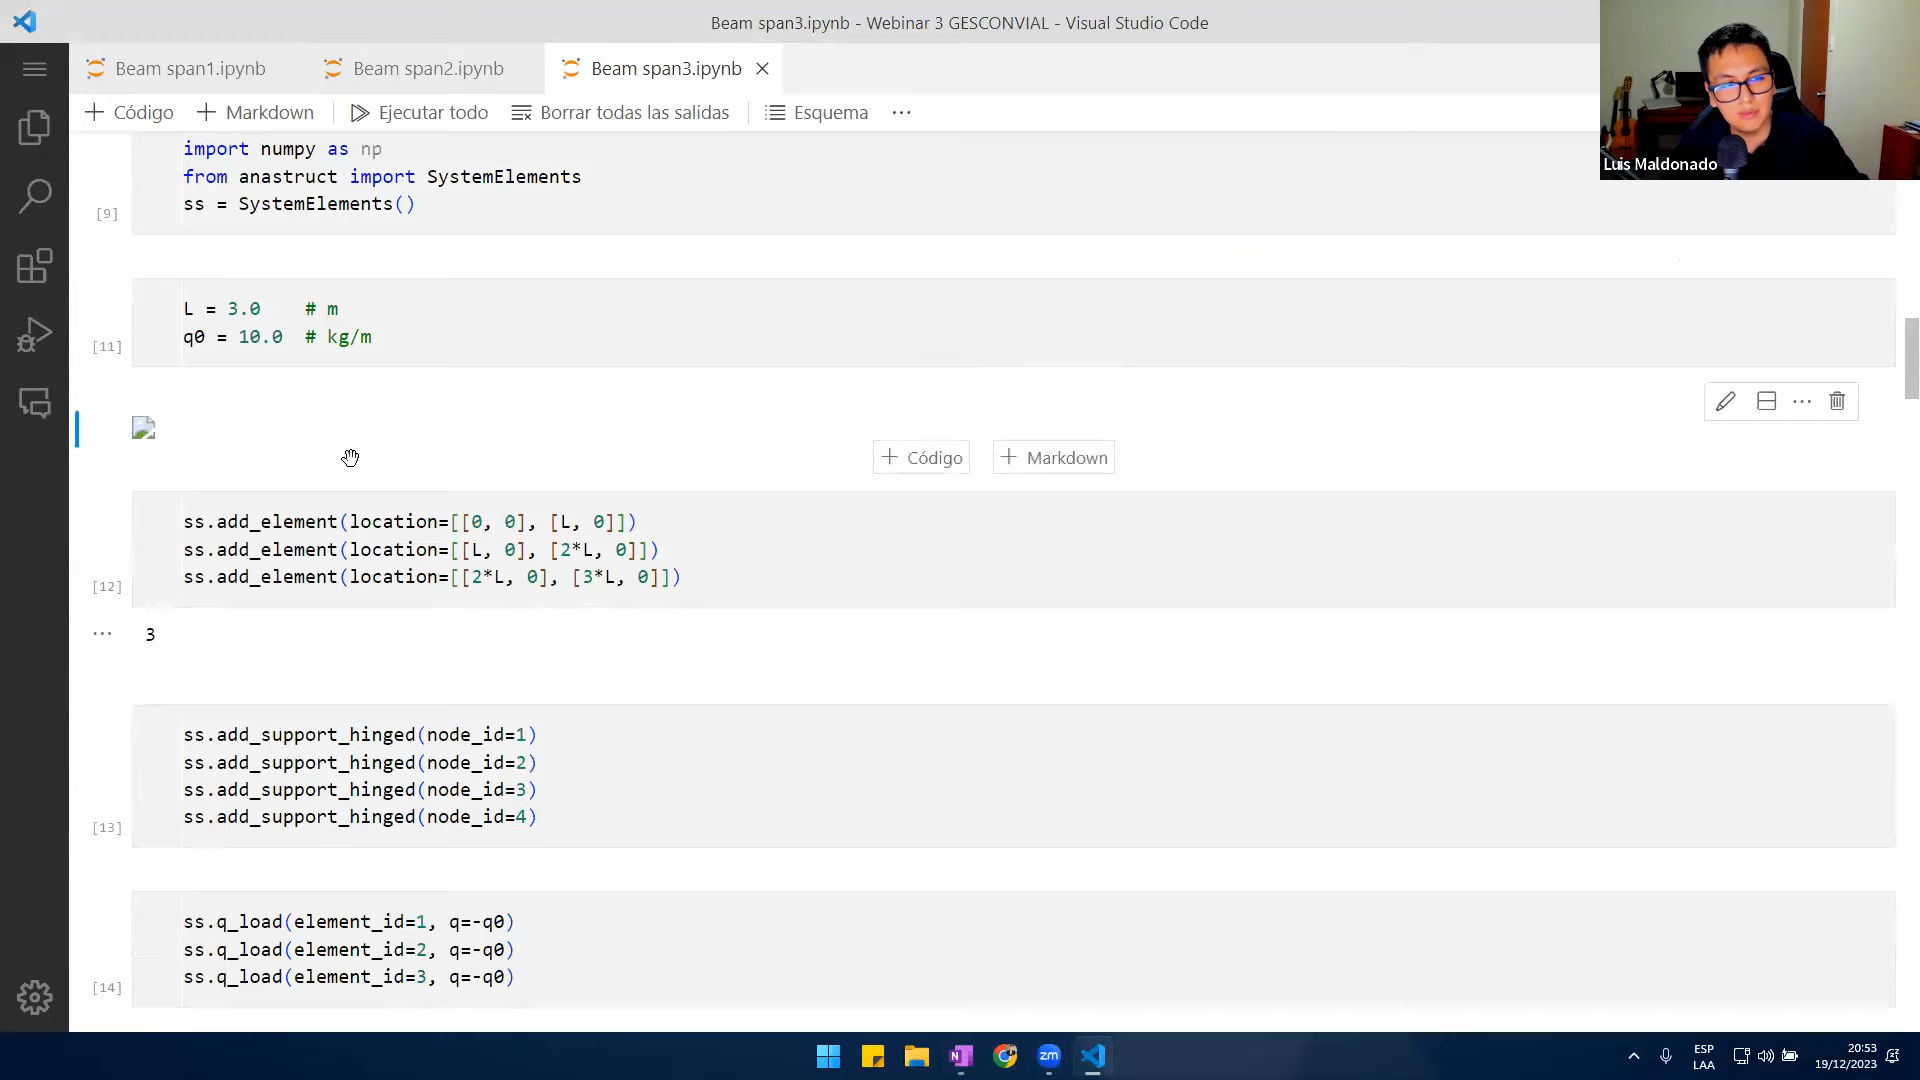 Beam span3.ipynb - Webinar 3 GESCONVIAL - Visual Studio Code
Beam span1.ipynb
Beam span2.ipynb
Beam span3.ipynb
Código
Markdown
Ejecutar todo
Borrar todas las salidas
Esquema
Luis Maldonado
import numpy as np
from anastruct import SystemElements
ss = SystemElements()
[9]
L = 3.0    # m
q0 = 10.0  # kg/m
[11]
Código
Markdown
ss.add_element(location=[[0, 0], [L, 0]])
ss.add_element(location=[[L, 0], [2*L, 0]])
ss.add_element(location=[[2*L, 0], [3*L, 0]])
[12]
3
ss.add_support_hinged(node_id=1)
ss.add_support_hinged(node_id=2)
ss.add_support_hinged(node_id=3)
ss.add_support_hinged(node_id=4)
[13]
ss.q_load(element_id=1, q=-q0)
ss.q_load(element_id=2, q=-q0)
ss.q_load(element_id=3, q=-q0)
[14]
N
zm
ESP
LAA
20:53
19/12/2023